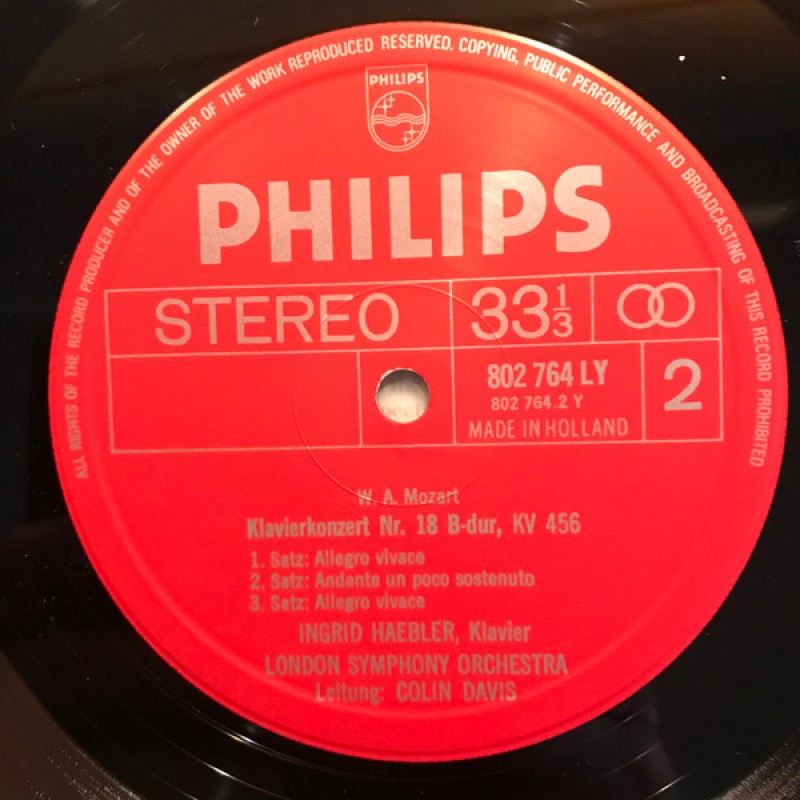 ALL RIGHTS OF THE RECORD PRODUCER AND OF THE OWNER OF THE WORK REPRODUCED RESERVED. COPYING, PUBLIC PERFORMANCE AND BROADCASTING OF THIS RECORD PROHIBITED
PHILIPS
PHILIPS
STEREO
33 1/3
802 764 LY
802 764.2 Y
MADE IN HOLLAND
2
W. A. Mozart
Klavierkonzert Nr. 18 B-dur, KV 456
1. Satz: Allegro vivace
2. Satz: Andante un poco sostenuto
3. Satz: Allegro vivace
INGRID HAEBLER, Klavier
LONDON SYMPHONY ORCHESTRA
Leitung: COLIN DAVIS